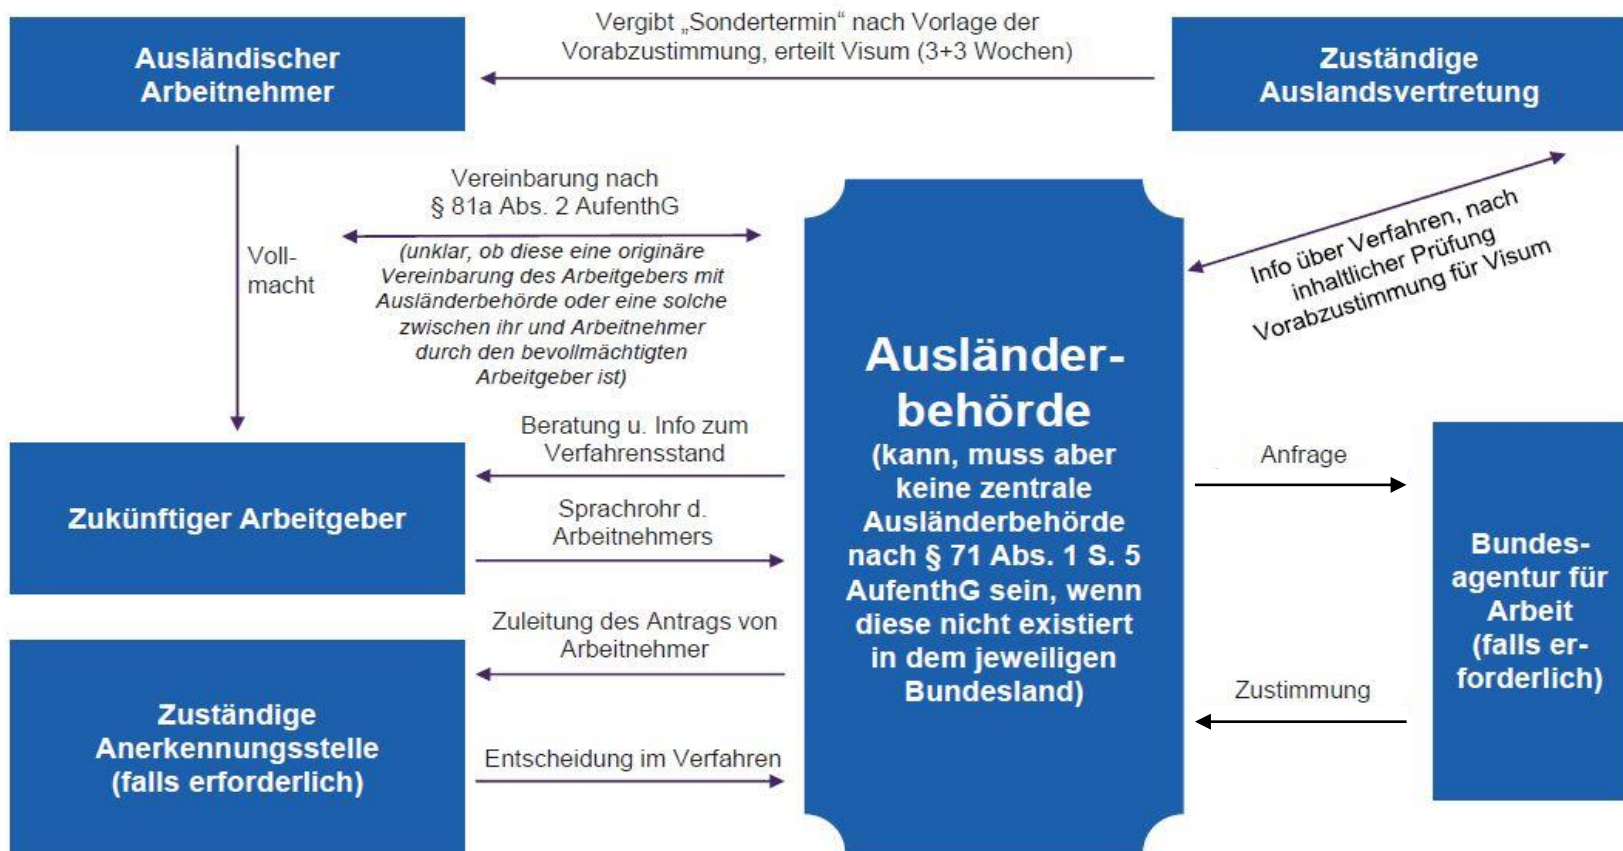 Ausländischer
Arbeitnehmer
Vergibt „Sondertermin“ nach Vorlage der
Vorabzustimmung, erteilt Visum (3+3 Wochen)
Zuständige
Auslandsvertretung
Voll-
macht
Vereinbarung nach
§ 81a Abs. 2 AufenthG
(unklar, ob diese eine originäre
Vereinbarung des Arbeitgebers mit
Ausländerbehörde oder eine solche
zwischen ihr und Arbeitnehmer
durch den bevollmächtigten
Arbeitgeber ist)
Info über Verfahren, nach
inhaltlicher Prüfung
Vorabzustimmung für Visum
Zukünftiger Arbeitgeber
Beratung u. Info zum
Verfahrensstand
Sprachrohr d.
Arbeitnehmers
Ausländer-
behörde
(kann, muss aber
keine zentrale
Ausländerbehörde
nach § 71 Abs. 1 S. 5
AufenthG sein, wenn
diese nicht existiert
in dem jeweiligen
Bundesland)
Anfrage
Zustimmung
Bundes-
agentur für
Arbeit
(falls er-
forderlich)
Zuständige
Anerkennungsstelle
(falls erforderlich)
Zuleitung des Antrags von
Arbeitnehmer
Entscheidung im Verfahren